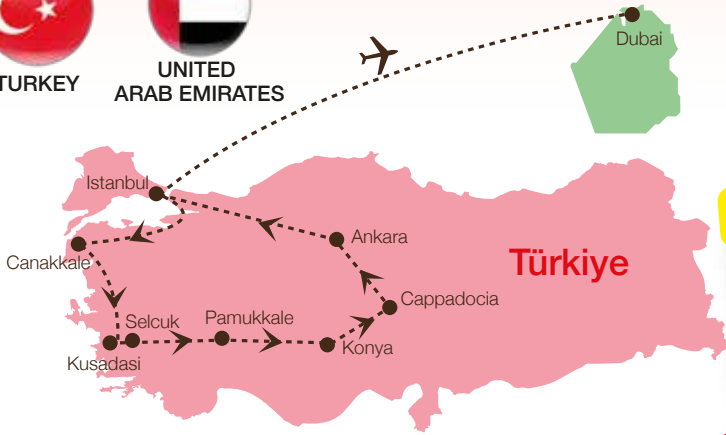 TURKEY
UNITED
ARAB EMIRATES
Dubai
Istanbul
Ankara
Türkiye
Canakkale
Cappadocia
Selcuk
Pamukkale
Konya
Kusadasi